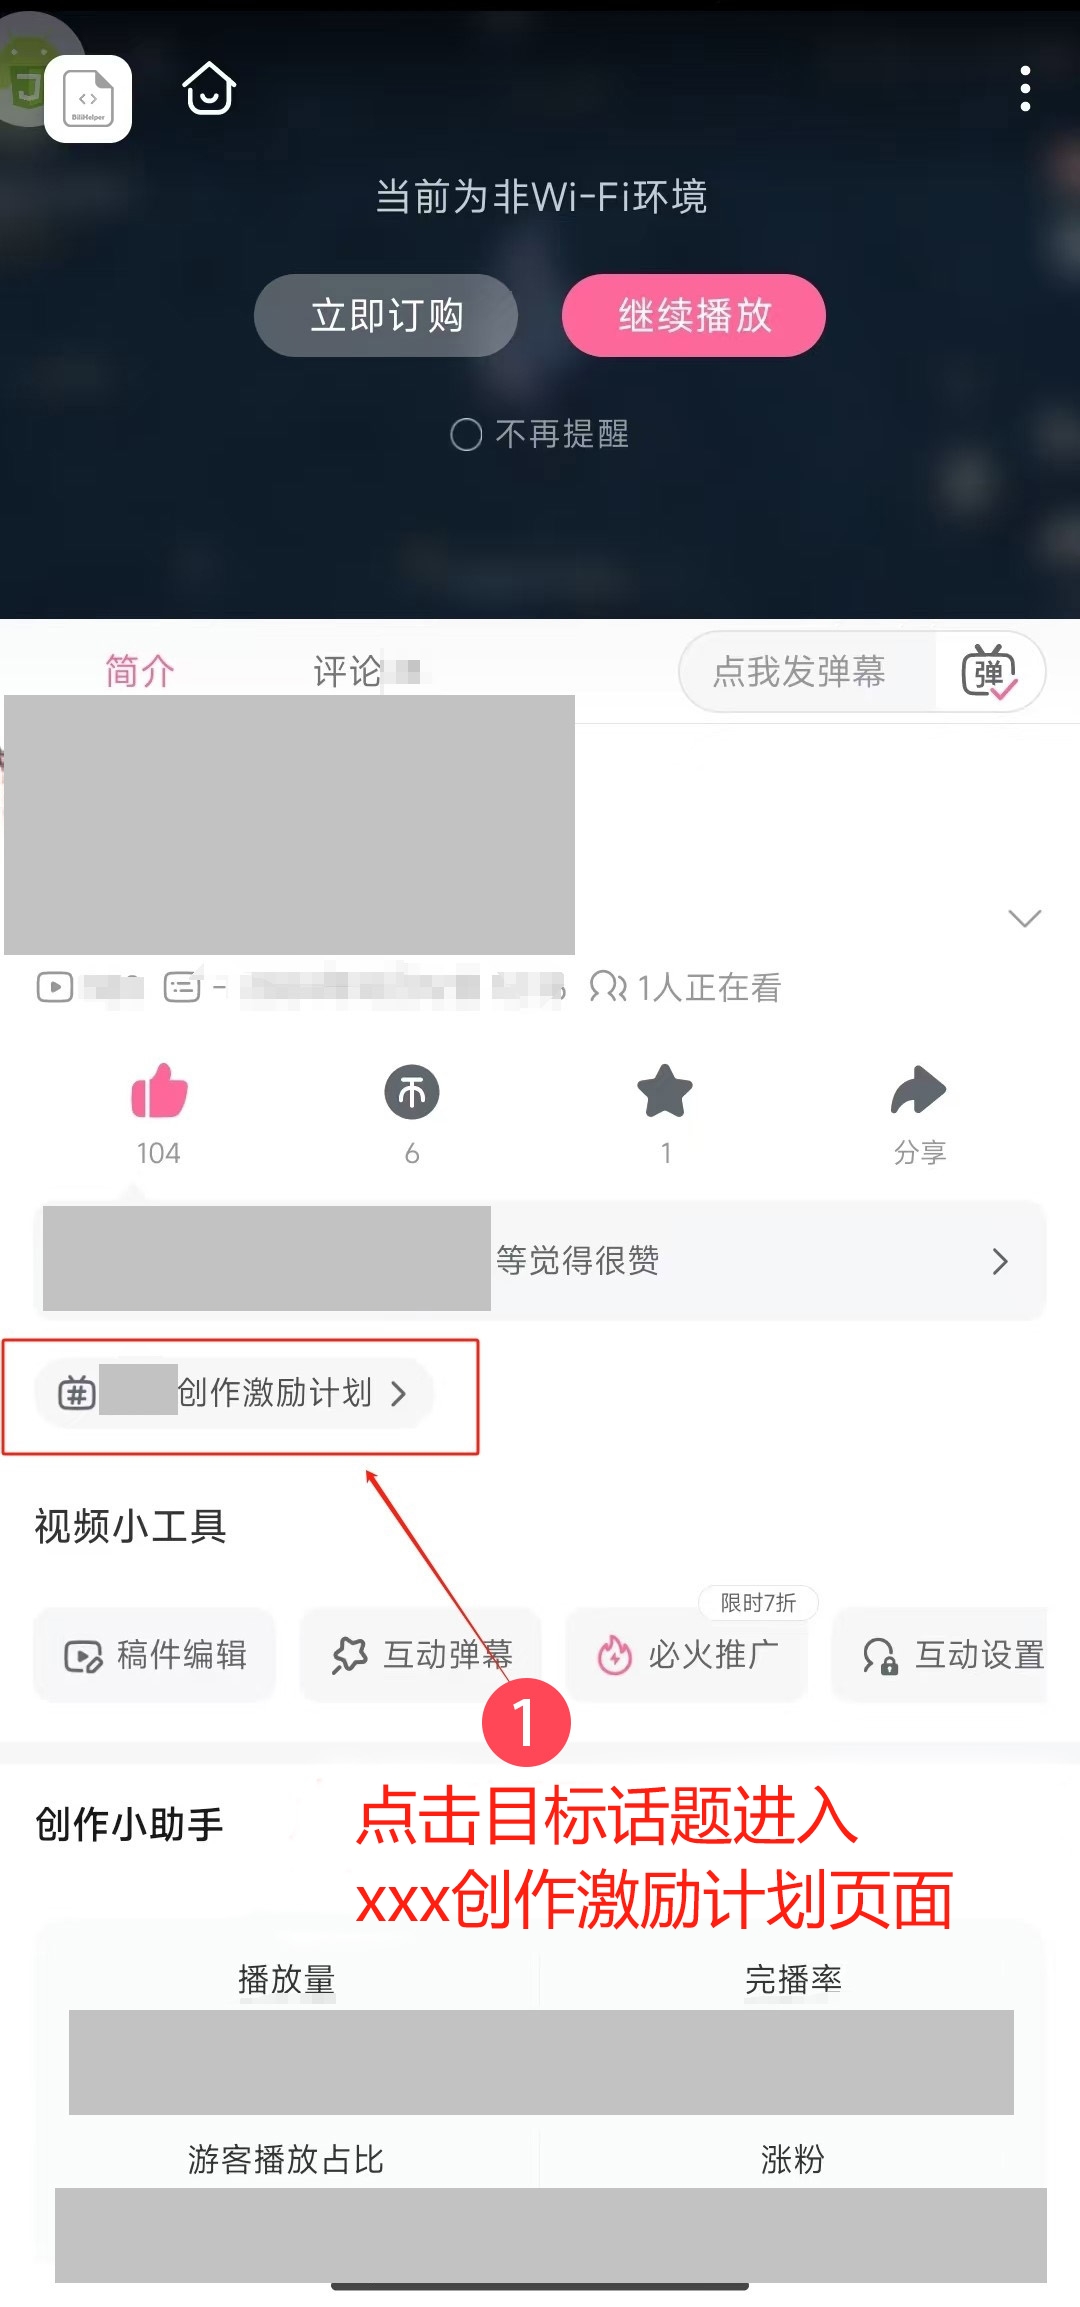 BiliHelper
当前为非Wi-Fi环境
立即订购
继续播放
不再提醒
简介
评论
点我发弹幕
弹
1人正在看
104
6
1
分享
等觉得很赞
创作激励计划
视频小工具
限时7折
稿件编辑
互动弹幕
必火推广
互动设置
1
点击目标话题进入
xxx创作激励计划页面
创作小助手
播放量
完播率
游客播放占比
涨粉